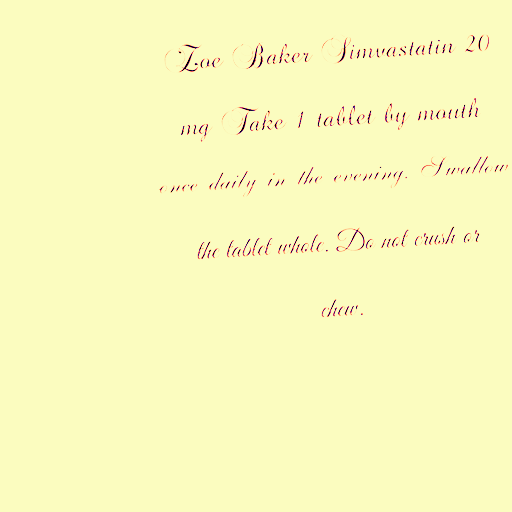 Zoe Baker Simvastatin 20
mg Take 1 tablet by mouth
once daily in the evening. Swallow
the tablet whole. Do not crush or
chew.